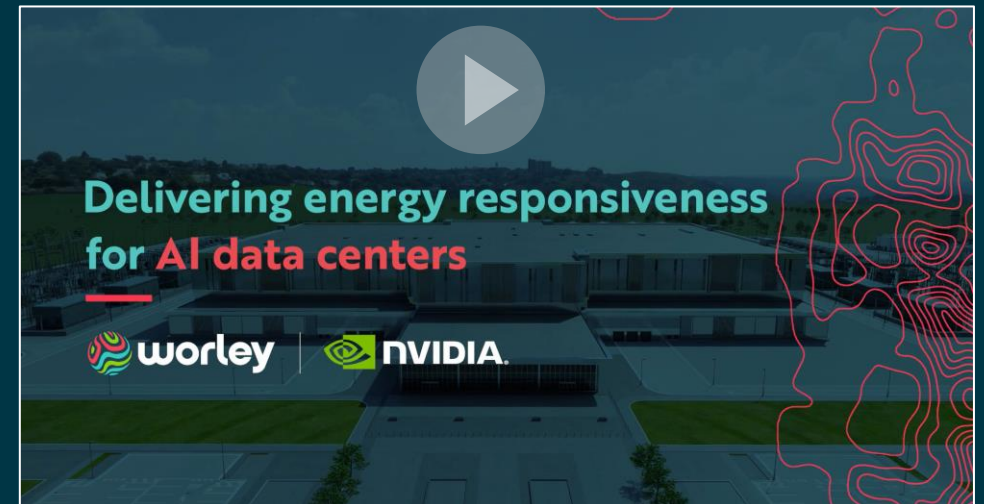 Delivering energy responsiveness
for AI data centers
worley
NVIDIA.